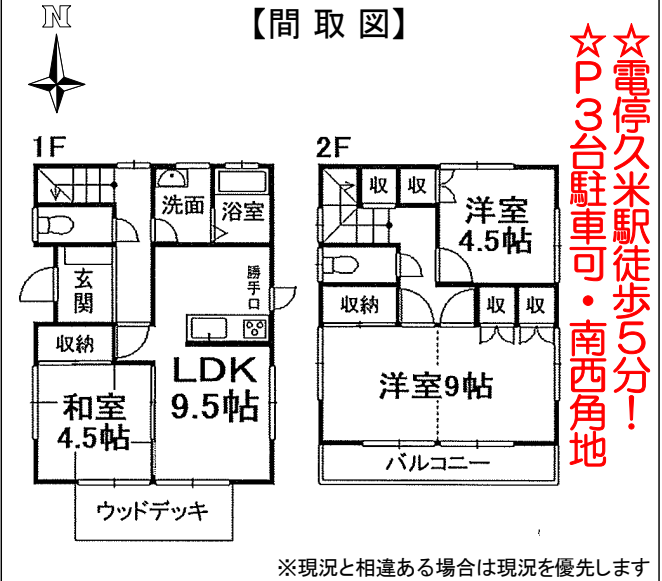 【間取図】
N
☆電停久米駅徒歩5分！
☆P3台駐車可・南西角地
1F
洗面
浴室
玄関
勝手口
収納
LDK
9.5帖
和室
4.5帖
ウッドデッキ
2F
収
収
洋室
4.5帖
収納
収
収
洋室9帖
バルコニー
※現況と相違ある場合は現況を優先します